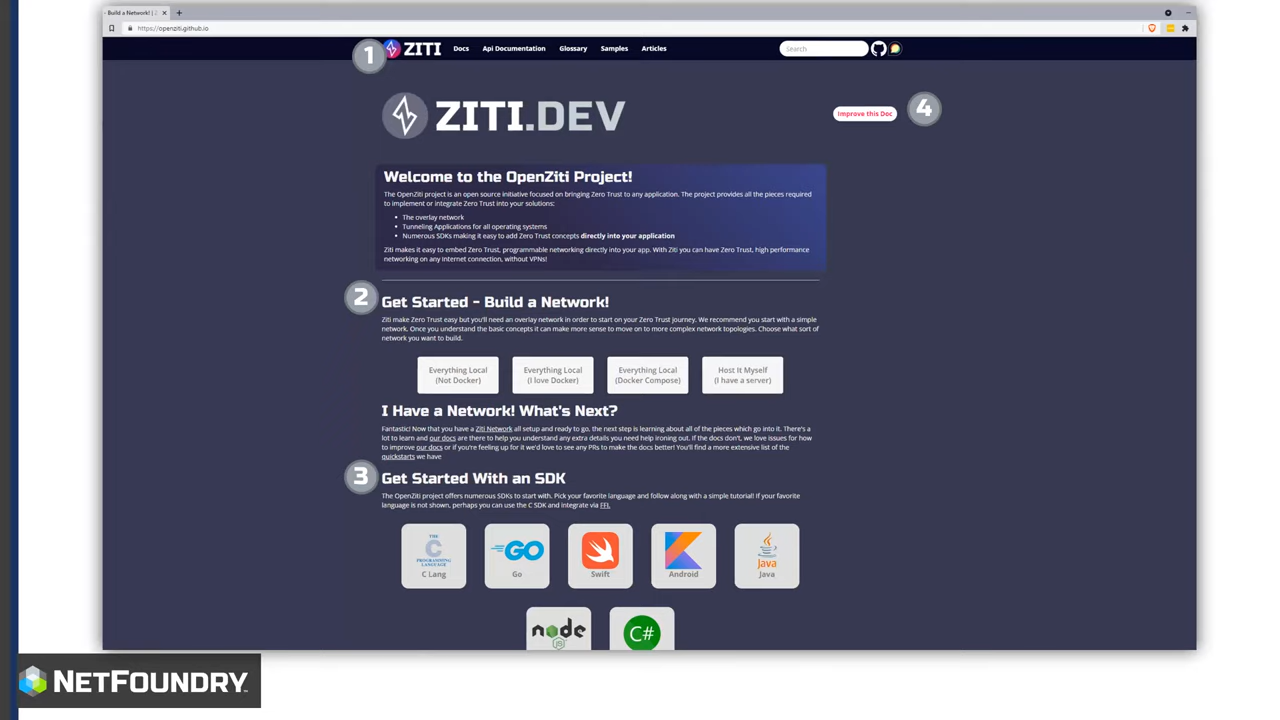 Build a Network! |
https://openziti.github.io
1
ZITI
Docs
Api Documentation
Glossary
Samples
Articles
Search
ZITI.DEV
Improve this Doc
4
Welcome to the OpenZiti Project!
The OpenZiti project is an open source initiative focused on bringing Zero Trust to any application. The project provides all the pieces required
to implement or integrate Zero Trust into your solutions:
• The overlay network
• Tunneling Applications for all operating systems
• Numerous SDKs making it easy to add Zero Trust concepts directly into your application
Ziti makes it easy to embed Zero Trust, programmable networking directly into your app. With Ziti you can have Zero Trust, high performance
networking on any internet connection, without VPNs!
2
Get Started - Build a Network!
Ziti make Zero Trust easy but you'll need an overlay network in order to start on your Zero Trust journey. We recommend you start with a simple
network. Once you understand the basic concepts it can make more sense to move on to more complex network topologies. Choose what sort of
network you want to build.
Everything Local
(Not Docker)
Everything Local
(I love Docker)
Everything Local
(Docker Compose)
Host It Myself
(I have a server)
I Have a Network! What's Next?
Fantastic! Now that you have a Ziti Network all setup and ready to go, the next step is learning about all of the pieces which go into it. There's a
lot to learn and our docs are there to help you understand any extra details you need help ironing out. If the docs don't, we love issues for how
to improve our docs or if you're feeling up for it we'd love to see any PRs to make the docs better! You'll find a more extensive list of the
quickstarts we have
3
Get Started With an SDK
The OpenZiti project offers numerous SDKs to start with. Pick your favorite language and follow along with a simple tutorial! If your favorite
language is not shown, perhaps you can use the C SDK and integrate via FFI.
THE
C
PROGRAMMING
LANGUAGE
C Lang
GO
Go
Swift
Android
Java
Java
node
JS
C#
NETFOUNDRY